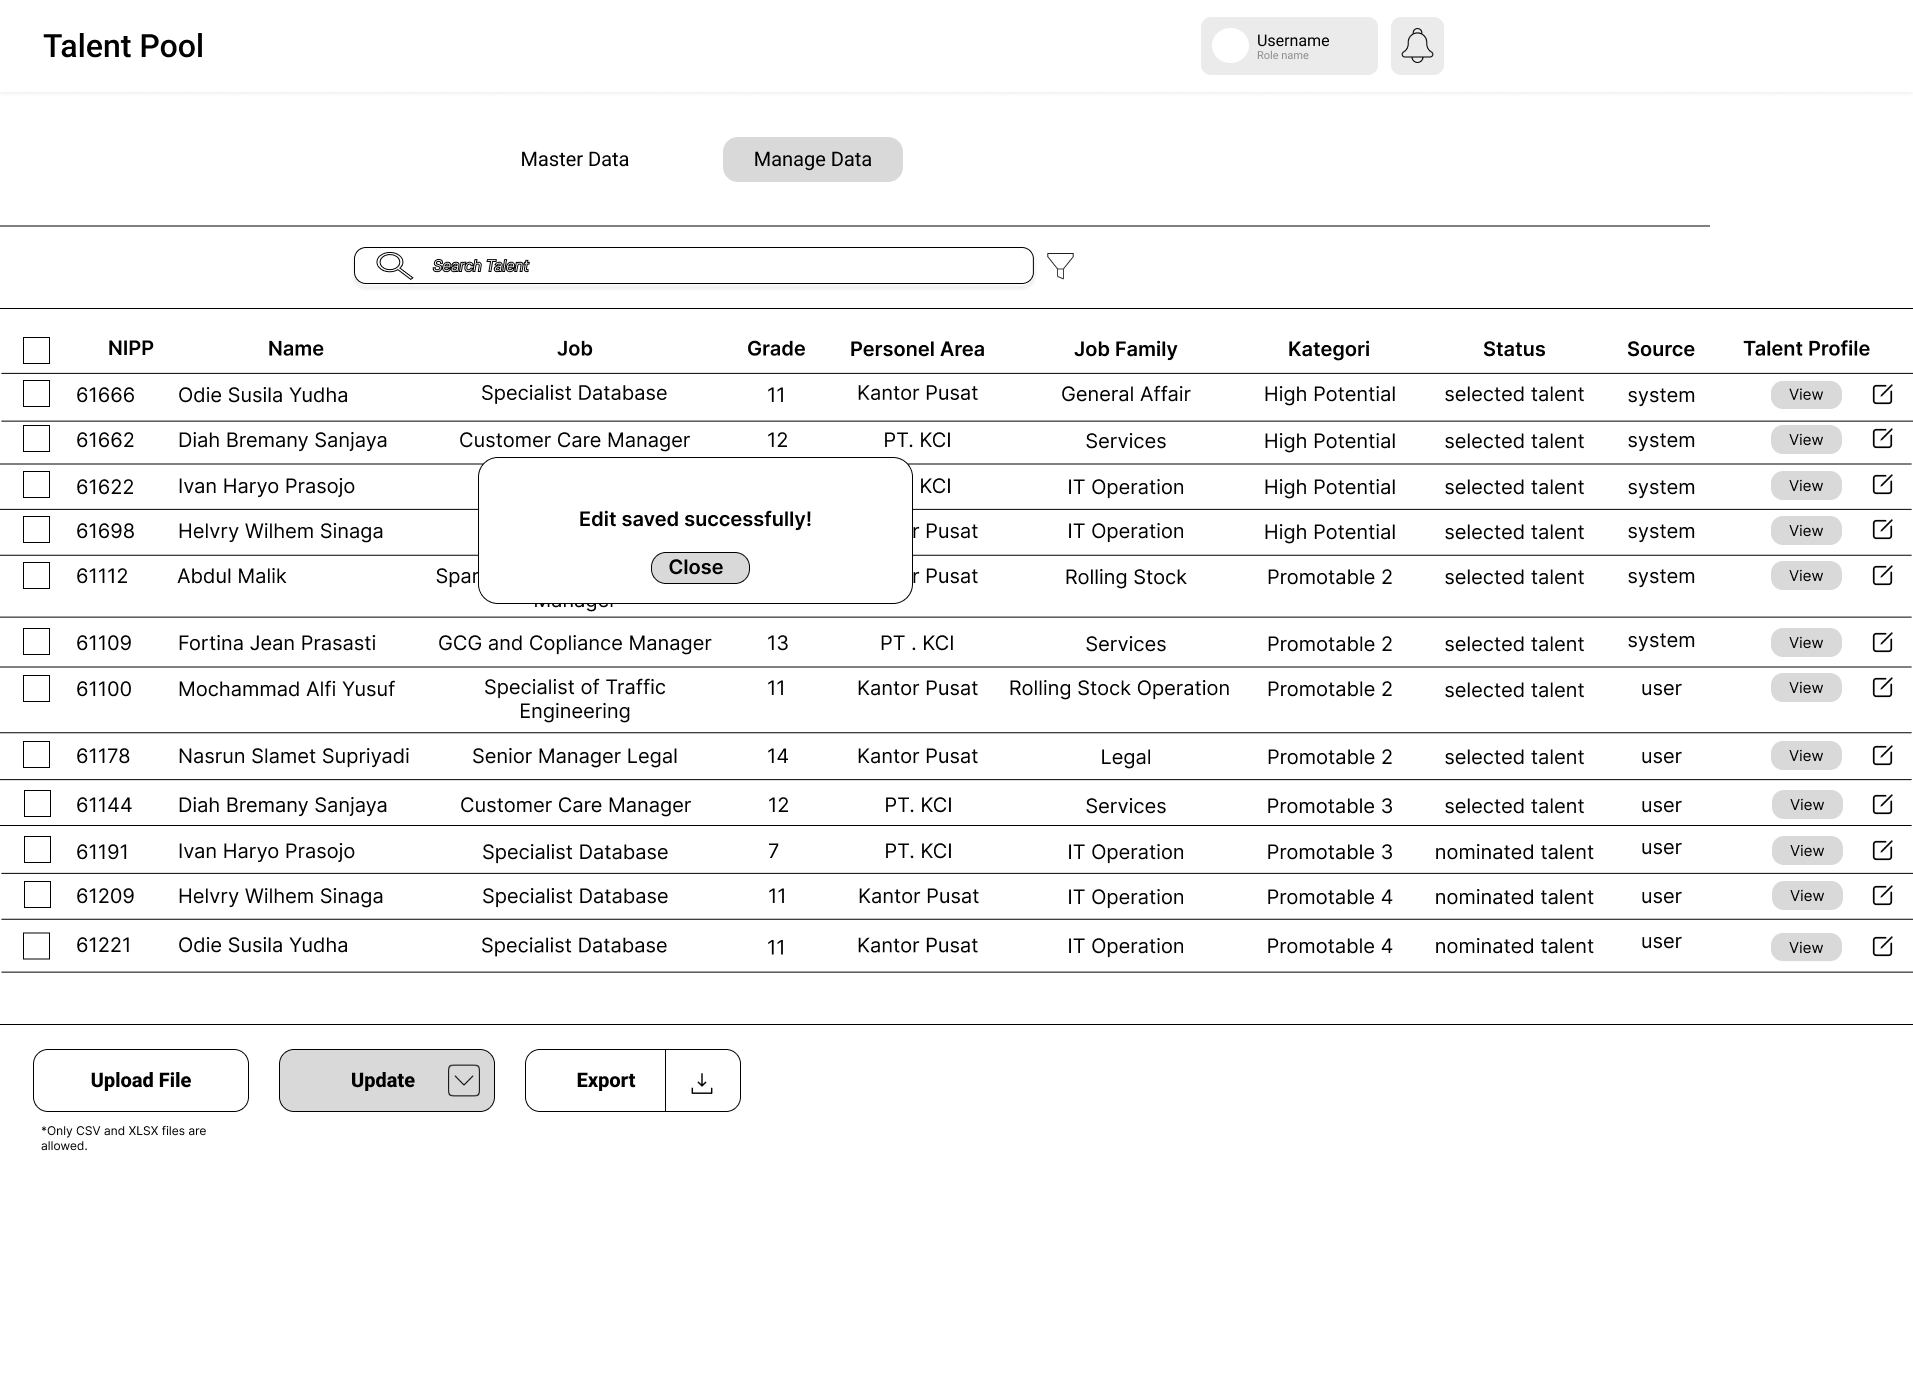 Talent Pool
Username
Role name
Master Data
Manage Data
Search Talent
NIPP Name Job Grade Personel Area Job Family Kategori Status Source Talent Profile
61666 Odie Susila Yudha Specialist Database 11 Kantor Pusat General Affair High Potential selected talent system View
61662 Diah Bremany Sanjaya Customer Care Manager 12 PT. KCI Services High Potential selected talent system View
61622 Ivan Haryo Prasojo KCI IT Operation High Potential selected talent system View
61698 Helvry Wilhem Sinaga r Pusat IT Operation High Potential selected talent system View
61112 Abdul Malik Spar r Pusat Rolling Stock Promotable 2 selected talent system View
Edit saved successfully!
Close
61109 Fortina Jean Prasasti GCG and Copliance Manager 13 PT . KCI Services Promotable 2 selected talent system View
61100 Mochammad Alfi Yusuf Specialist of Traffic 11 Kantor Pusat Rolling Stock Operation Promotable 2 selected talent user View
Engineering
61178 Nasrun Slamet Supriyadi Senior Manager Legal 14 Kantor Pusat Legal Promotable 2 selected talent user View
61144 Diah Bremany Sanjaya Customer Care Manager 12 PT. KCI Services Promotable 3 selected talent user View
61191 Ivan Haryo Prasojo Specialist Database 7 PT. KCI IT Operation Promotable 3 nominated talent user View
61209 Helvry Wilhem Sinaga Specialist Database 11 Kantor Pusat IT Operation Promotable 4 nominated talent user View
61221 Odie Susila Yudha Specialist Database 11 Kantor Pusat IT Operation Promotable 4 nominated talent user View
Upload File
Update
Export
*Only CSV and XLSX files are
allowed.